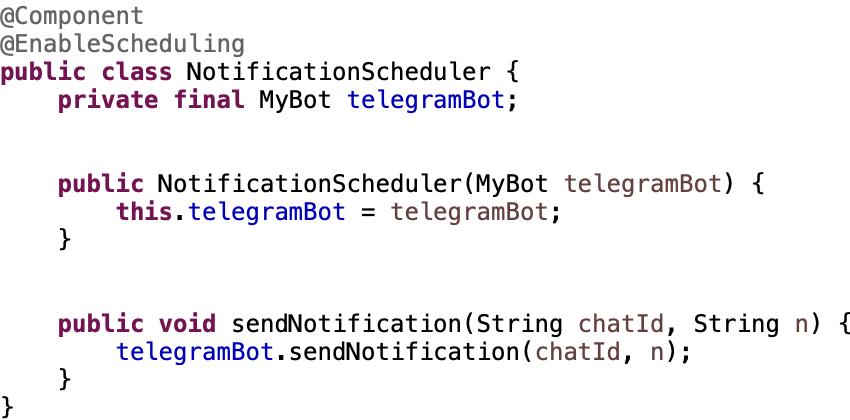 @Component
@EnableScheduling
public class NotificationScheduler {
    private final MyBot telegramBot;
    public NotificationScheduler(MyBot telegramBot) {
        this.telegramBot = telegramBot;
    }
    public void sendNotification(String chatId, String n) {
        telegramBot.sendNotification(chatId, n);
    }
}